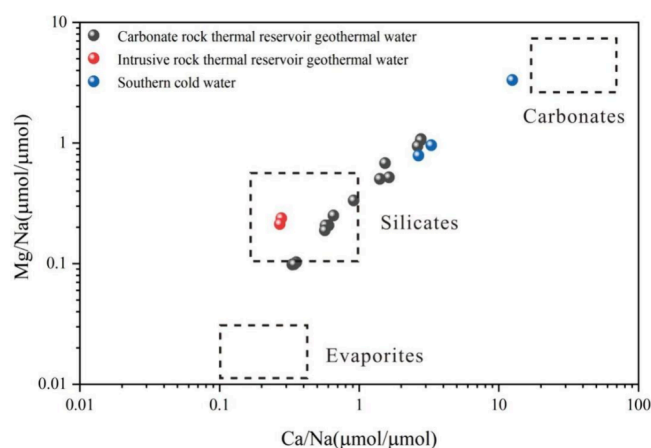 10
Carbonate rock thermal reservoir geothermal water
Intrusive rock thermal reservoir geothermal water
Southern cold water
Carbonates
1
Mg/Na(μmol/μmol)
Silicates
0.1
Evaporites
0.01
0.01 0.1 1 10 100
Ca/Na(μmol/μmol)